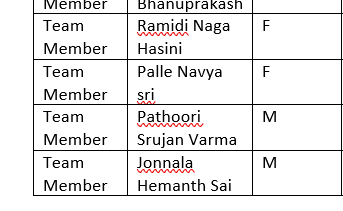 Member Bhanuprakash
Team Ramidi Naga F
Member Hasini
Team Palle Navya F
Member sri
Team Pathoori M
Member Srujan Varma
Team Jonnala M
Member Hemanth Sai